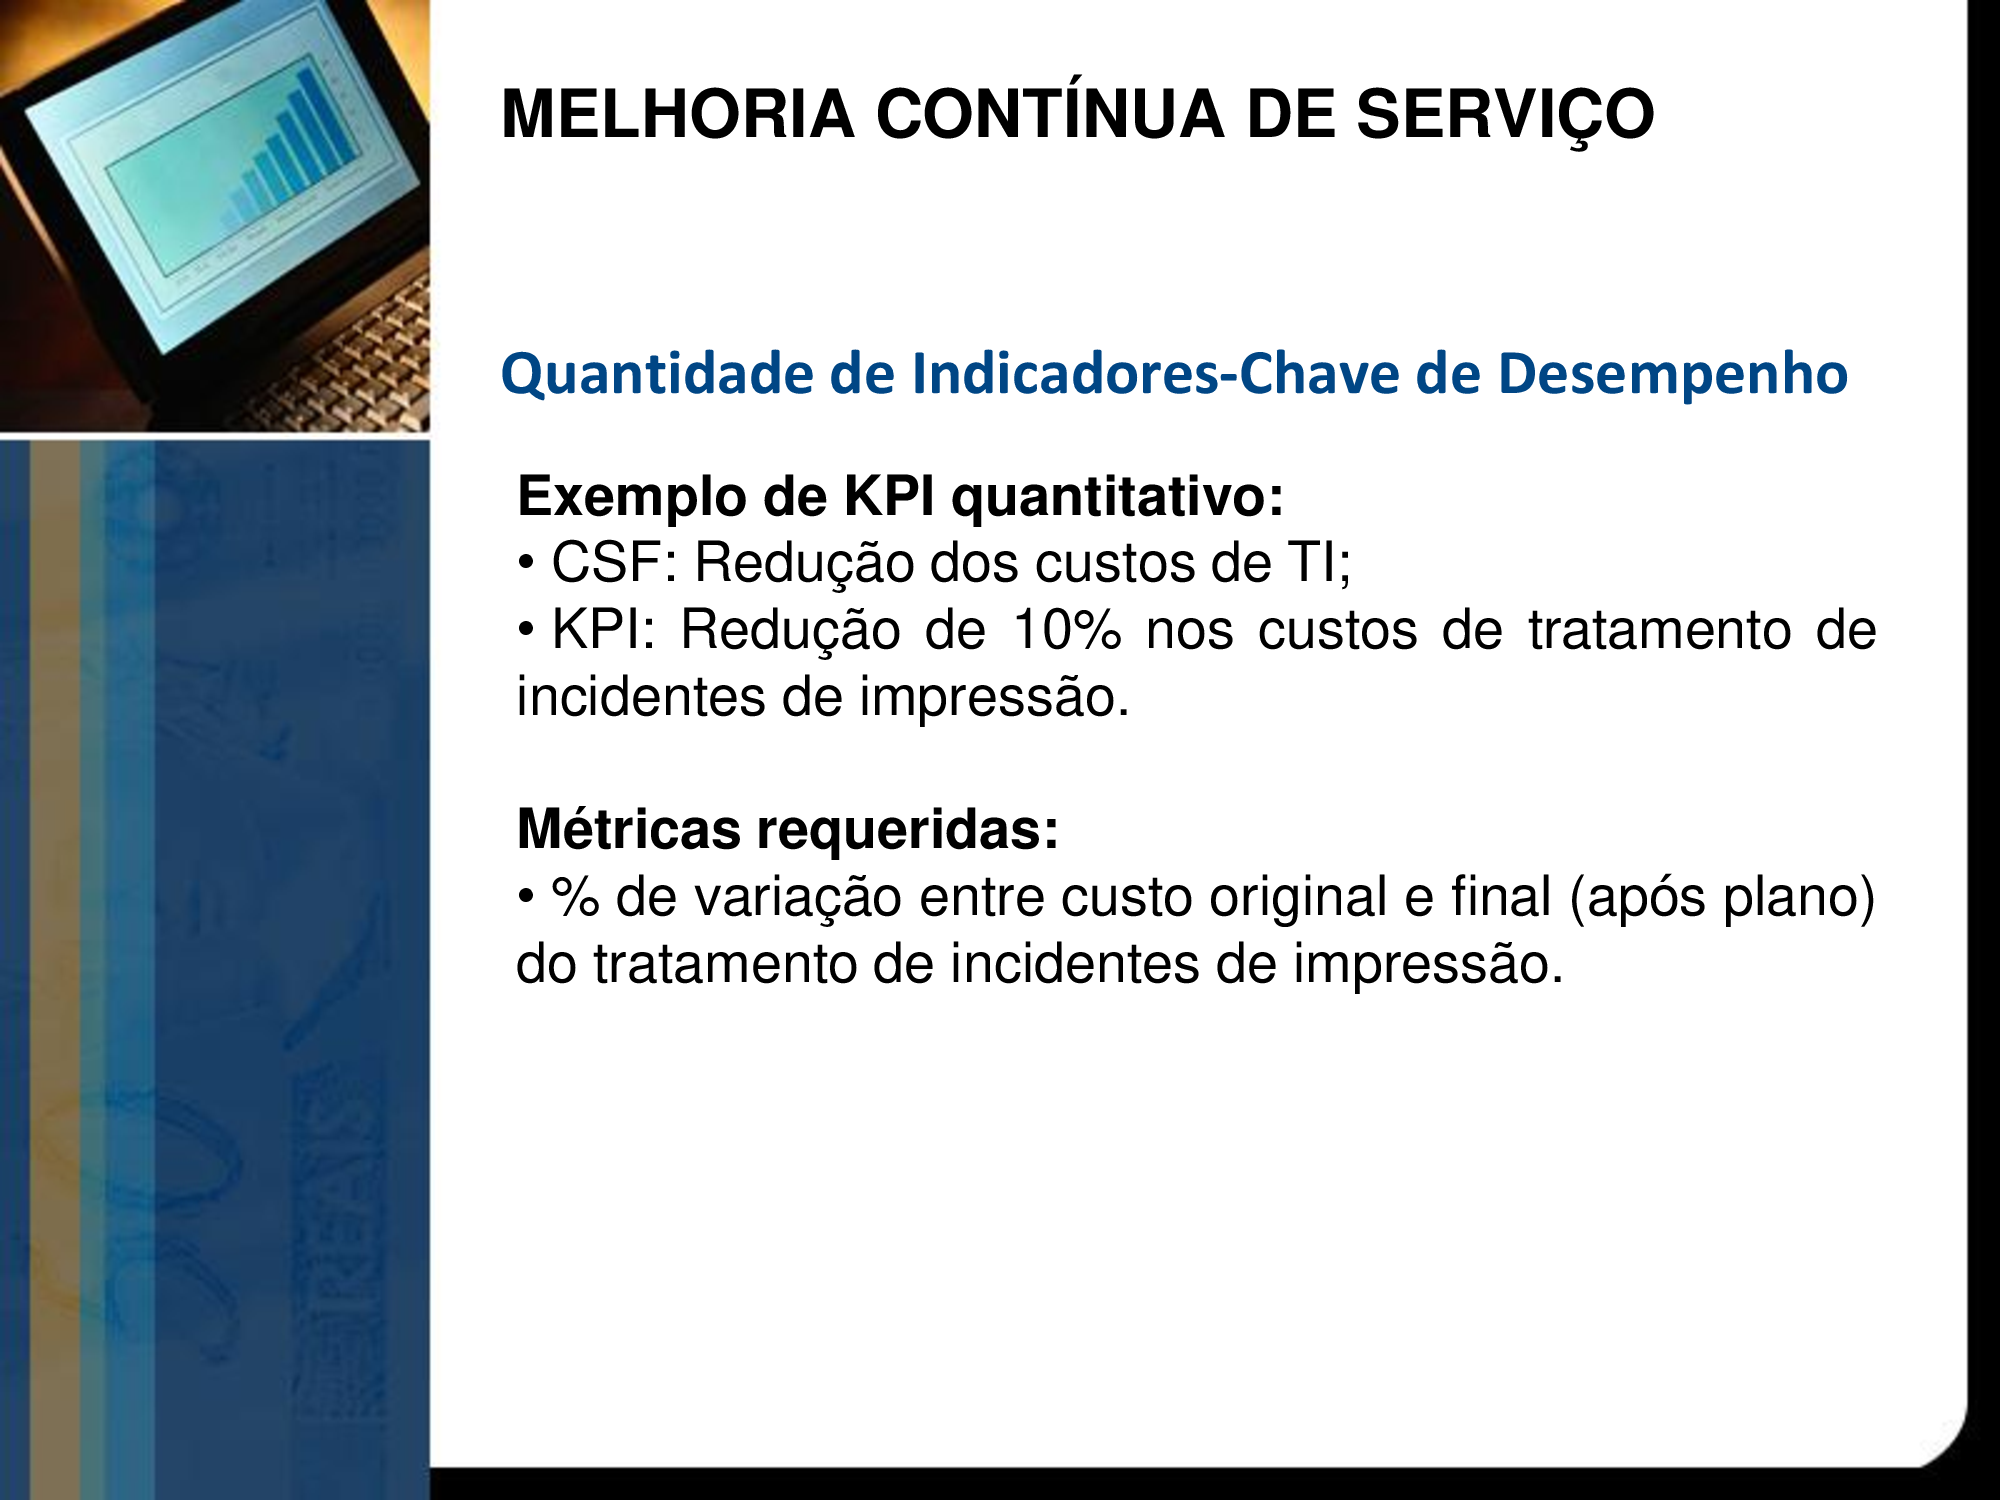 MELHORIA CONTÍNUA DE SERVIÇO
Quantidade de Indicadores-Chave de Desempenho
Exemplo de KPI quantitativo:
• CSF: Redução dos custos de TI;
• KPI: Redução de 10% nos custos de tratamento de
incidentes de impressão.
Métricas requeridas:
• % de variação entre custo original e final (após plano)
do tratamento de incidentes de impressão.
REAIS